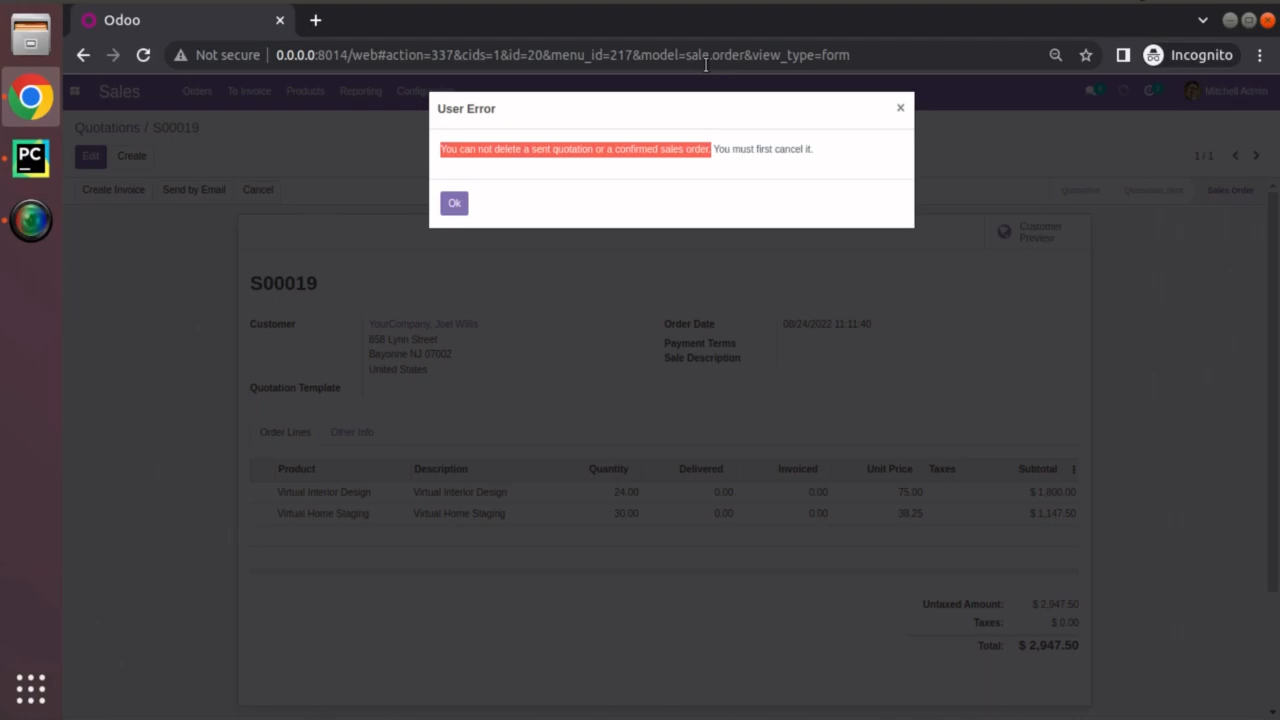 Odoo
Not secure 0.0.0.0:8014/web#action=337&cids=1&id=20&menu_id=217&model=sale.order&view_type=form Incognito
Sales Orders To Invoice Products Reporting Mitchell Admin
User Error
Quotations / S00019
You can not delete a sent quotation or a confirmed sales order. You must first cancel it.
Edit Create 1 / 1
Create Invoice Send by Email Cancel Quotation Quotation Sent Sales Order
Ok
Customer
Preview
S00019
Customer YourCompany, Joel Willis Order Date 08/24/2022 11:11:40
858 Lynn Street Payment Terms
Bayonne NJ 07002 Sale Description
United States
Quotation Template
Order Lines Other Info
Product Description Quantity Delivered Invoiced Unit Price Taxes Subtotal
Virtual Interior Design Virtual Interior Design 24.00 0.00 0.00 75.00 $ 1,800.00
Virtual Home Staging Virtual Home Staging 30.00 0.00 0.00 38.25 $ 1,147.50
Untaxed Amount: $ 2,947.50
Taxes: $ 0.00
Total: $ 2,947.50
PC